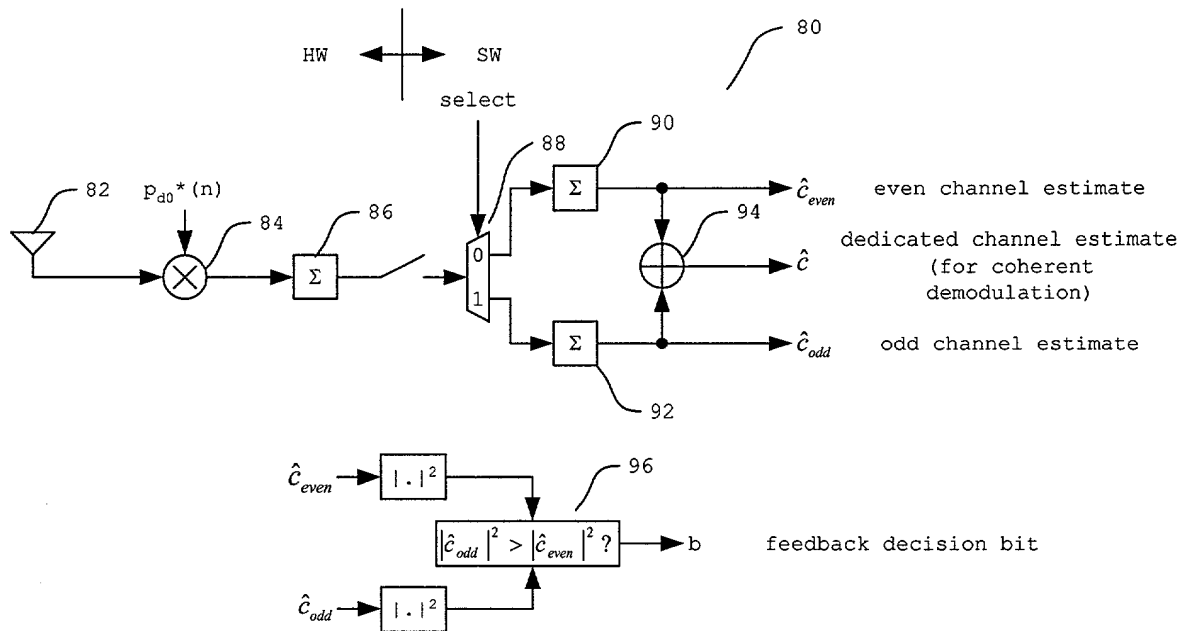 80
HW
SW
select
90
88
82
p_d0*(n)
84
86
Σ
0
1
Σ
ĉ_even
even channel estimate
94
ĉ
dedicated channel estimate
(for coherent
demodulation)
Σ
ĉ_odd
odd channel estimate
92
ĉ_even
|.|²
96
|ĉ_odd|² > |ĉ_even|² ?
b
feedback decision bit
ĉ_odd
|.|²